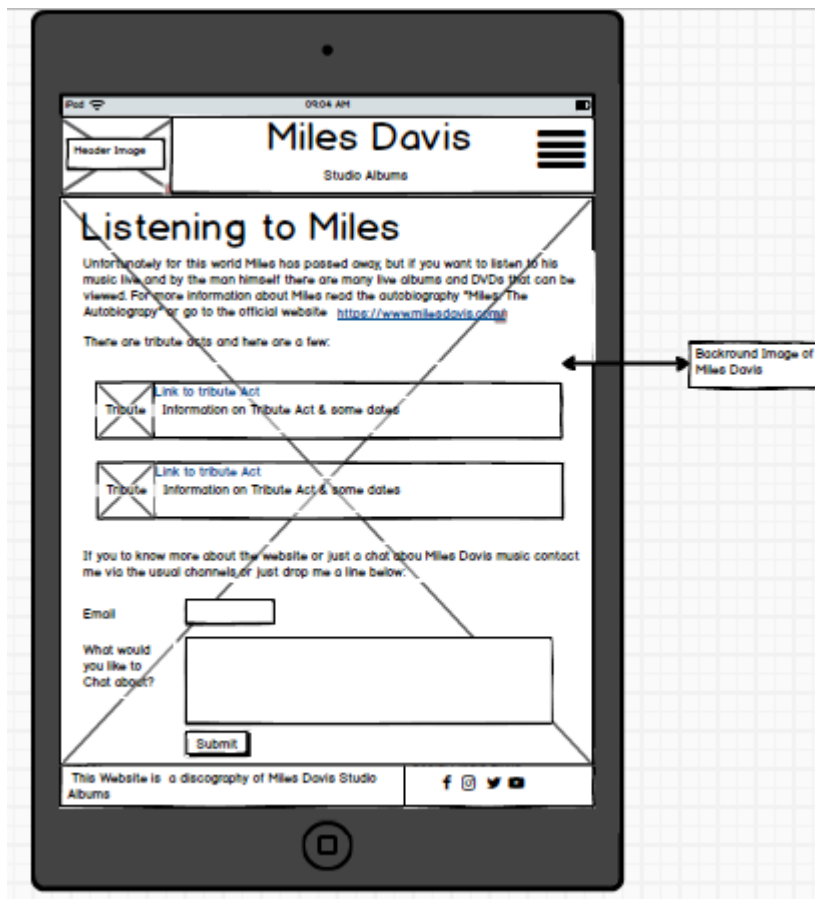 iPod
09:04 AM
Header Image
Miles Davis
Studio Albums
Listening to Miles
Unfortunately for this world Miles has passed away, but if you want to listen to his
music live and by the man himself there are many live albums and DVDs that can be
viewed. For more information about Miles read the autobiography "Miles: The
Autobiograpy" or go to the official website https://www.milesdavis.com/
There are tribute acts and here are a few:
Backround Image of
Miles Davis
Link to tribute Act
Tribute Information on Tribute Act & some dates
Link to tribute Act
Tribute Information on Tribute Act & some dates
If you to know more about the website or just a chat abou Miles Davis music contact
me via the usual channels or just drop me a line below:
Email
What would
you like to
Chat about?
Submit
This Website is a discography of Miles Davis Studio
Albums